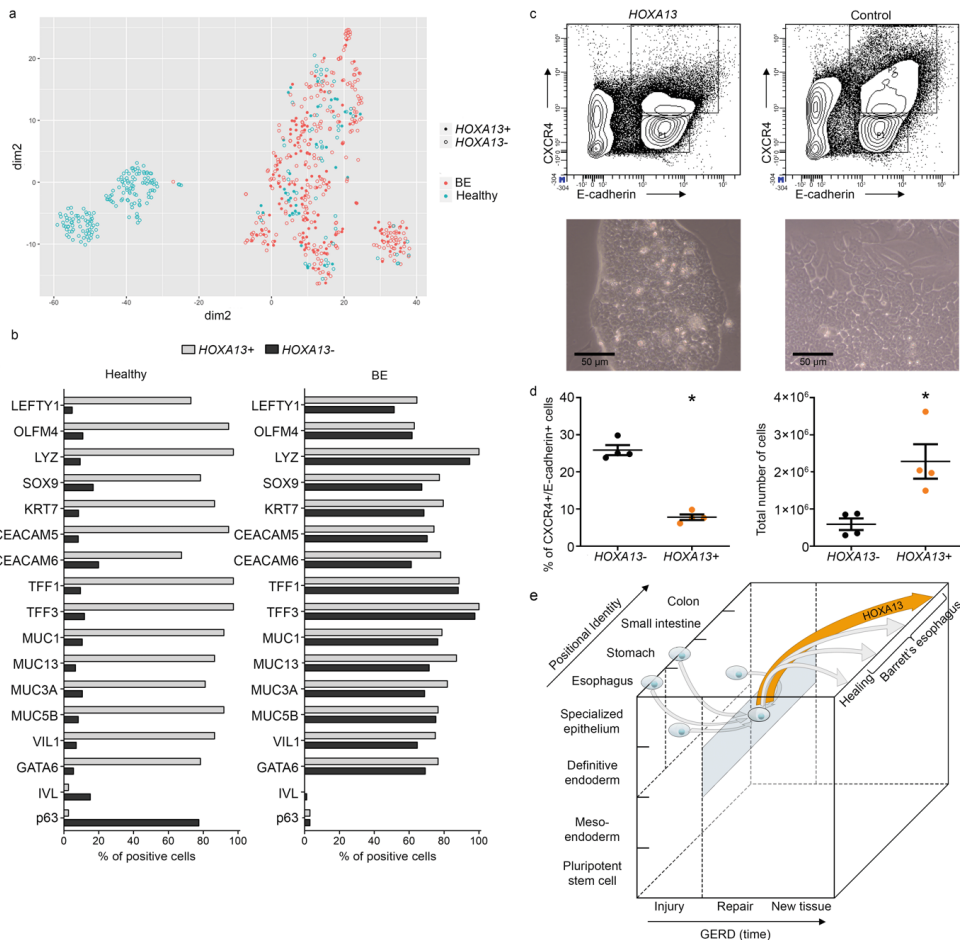 a
dim2
20
10
0
-10
-60
-40
-20
0
20
40
dim2
HOXA13+
HOXA13-
BE
Healthy
b
HOXA13+ HOXA13-
Healthy
LEFTY1
OLFM4
LYZ
SOX9
KRT7
CEACAM5
CEACAM6
TFF1
TFF3
MUC1
MUC13
MUC3A
MUC5B
VIL1
GATA6
IVL
p63
0 20 40 60 80 100
% of positive cells
BE
LEFTY1
OLFM4
LYZ
SOX9
KRT7
CEACAM5
CEACAM6
TFF1
TFF3
MUC1
MUC13
MUC3A
MUC5B
VIL1
GATA6
IVL
p63
0 20 40 60 80 100
% of positive cells
c
HOXA13
CXCR4
E-cadherin
Control
CXCR4
E-cadherin
50 µm
50 µm
d
% of CXCR4+/E-cadherin+ cells
40
30
20
10
0
*
HOXA13- HOXA13+
Total number of cells
4×10⁶
3×10⁶
2×10⁶
1×10⁶
0
*
HOXA13- HOXA13+
e
Positional Identity
Colon
Small intestine
Stomach
Esophagus
HOXA13
Healing
Barrett's esophagus
Specialized
epithelium
Definitive
endoderm
Meso-
endoderm
Pluripotent
stem cell
Injury Repair New tissue
GERD (time)